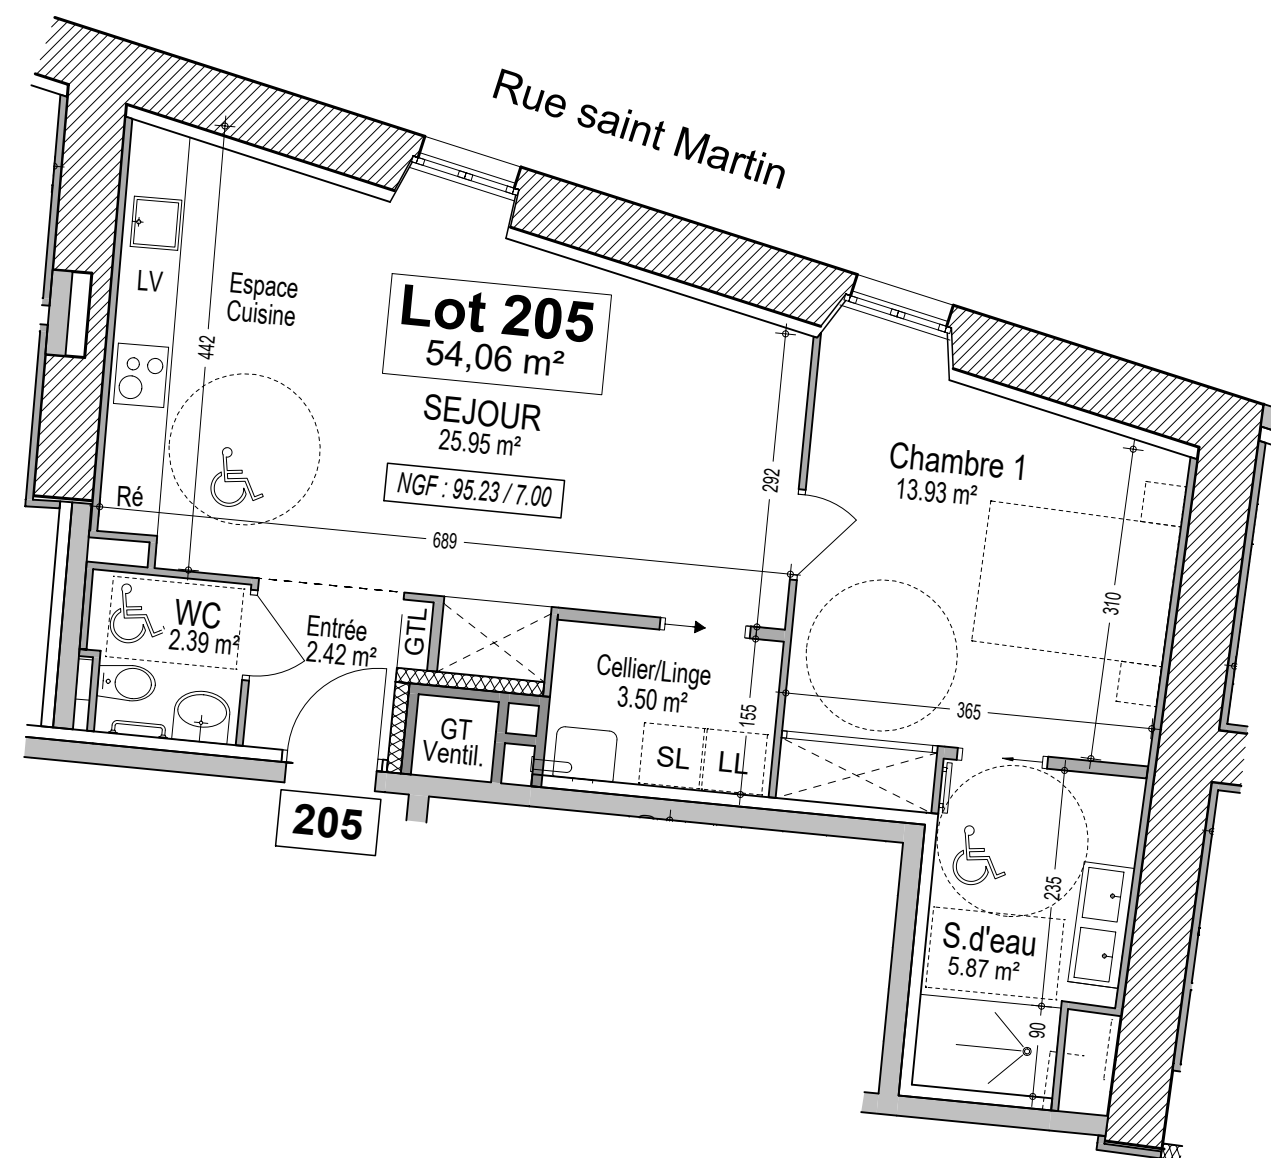 Rue saint Martin
LV
Espace
Cuisine
Lot 205
54,06 m²
442
SEJOUR
25.95 m²
NGF : 95.23 / 7.00
292
Chambre 1
13.93 m²
Ré
689
310
WC
2.39 m²
Entrée
2.42 m²
GTL
Cellier/Linge
3.50 m²
155
365
GT
Ventil.
SL
LL
205
235
S.d'eau
5.87 m²
90